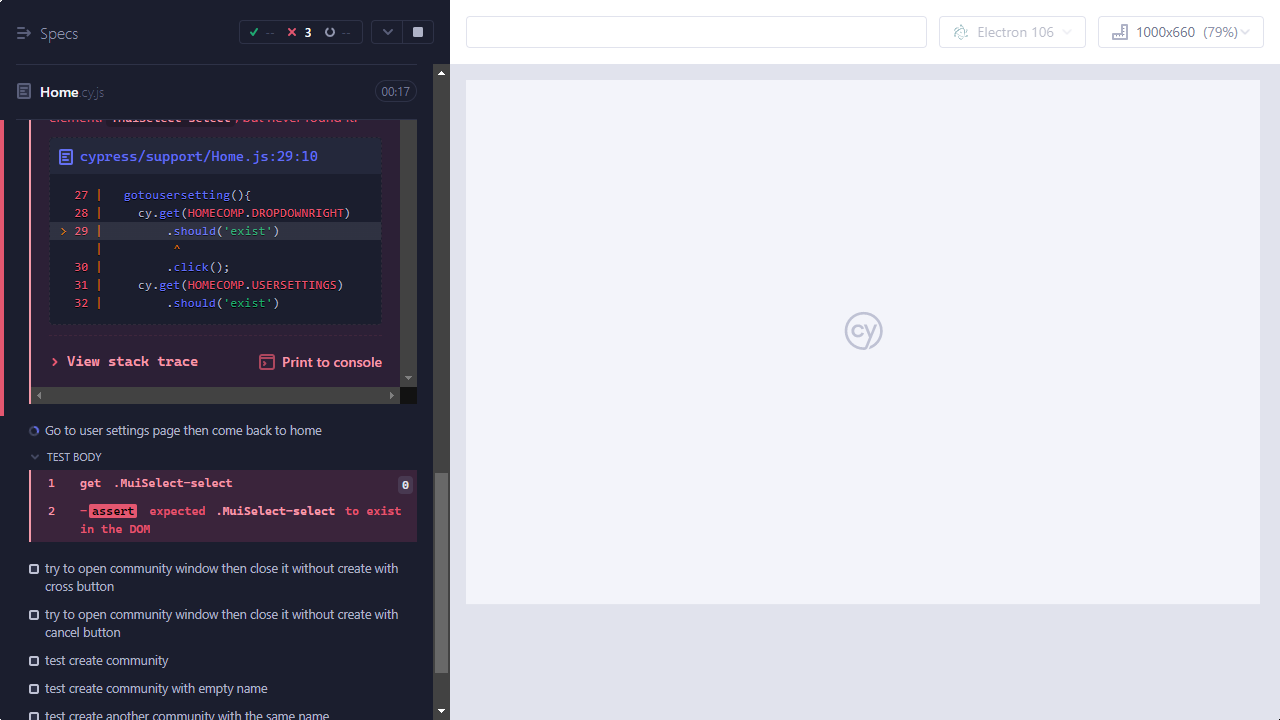 Specs
-- 3 --
Electron 106
1000x660 (79%)
Home.cy.js
00:17
element: .MuiSelect-select, but never found it.
cypress/support/Home.js:29:10
27 | gotousersetting(){
28 | cy.get(HOMECOMP.DROPDOWNRIGHT)
> 29 | .should('exist')
| ^
30 | .click();
31 | cy.get(HOMECOMP.USERSETTINGS)
32 | .should('exist')
> View stack trace
Print to console
cy
Go to user settings page then come back to home
TEST BODY
1 get .MuiSelect-select 0
2 -assert expected .MuiSelect-select to exist
in the DOM
try to open community window then close it without create with
cross button
try to open community window then close it without create with
cancel button
test create community
test create community with empty name
test create another community with the same name